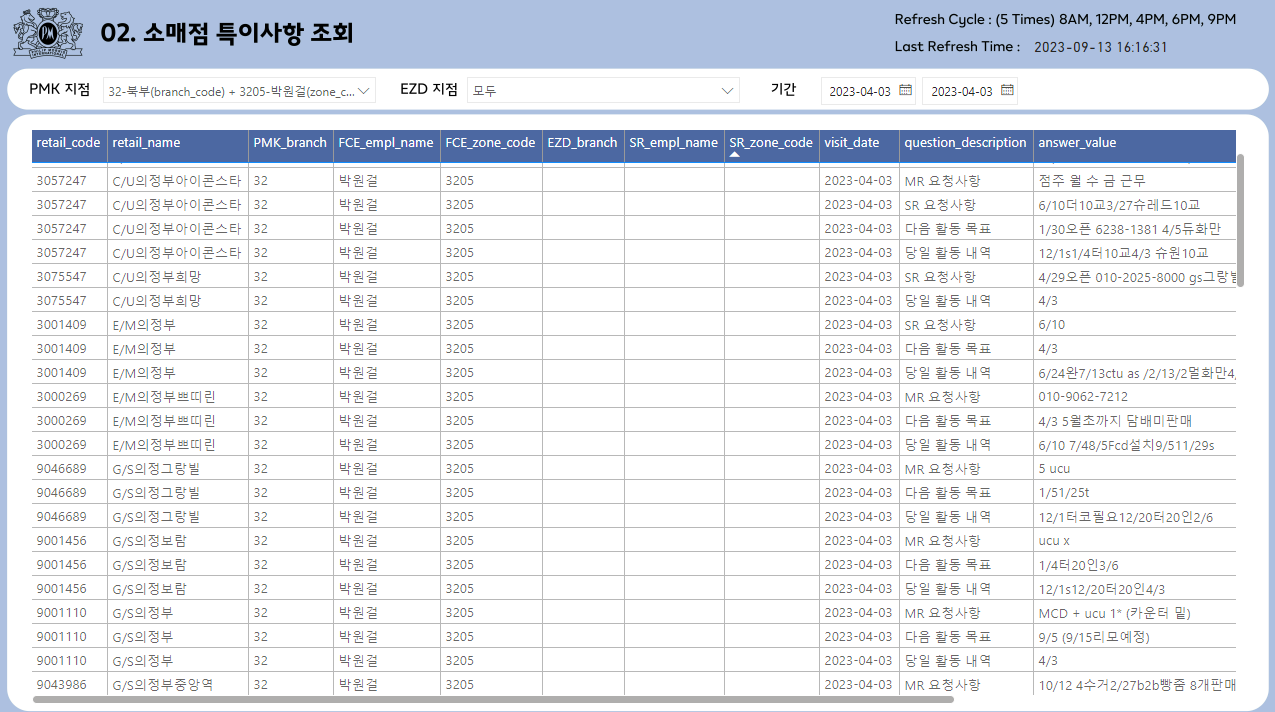 PM
02. 소매점 특이사항 조회
Refresh Cycle : (5 Times) 8AM, 12PM, 4PM, 6PM, 9PM
Last Refresh Time : 2023-09-13 16:16:31
PMK 지점 32-북부(branch_code) + 3205-박원걸(zone_c... EZD 지점 모두 기간 2023-04-03 2023-04-03
retail_code retail_name PMK_branch FCE_empl_name FCE_zone_code EZD_branch SR_empl_name SR_zone_code visit_date question_description answer_value
3057247 C/U의정부아이콘스타 32 박원걸 3205 2023-04-03 MR 요청사항 점주 월 수 금 근무
3057247 C/U의정부아이콘스타 32 박원걸 3205 2023-04-03 SR 요청사항 6/10더10교3/27슈레드10교
3057247 C/U의정부아이콘스타 32 박원걸 3205 2023-04-03 다음 활동 목표 1/30오픈 6238-1381 4/5듀화만
3057247 C/U의정부아이콘스타 32 박원걸 3205 2023-04-03 당일 활동 내역 12/1s1/4터10교4/3 슈원10교
3075547 C/U의정부희망 32 박원걸 3205 2023-04-03 SR 요청사항 4/29오픈 010-2025-8000 gs그랑빌
3075547 C/U의정부희망 32 박원걸 3205 2023-04-03 당일 활동 내역 4/3
3001409 E/M의정부 32 박원걸 3205 2023-04-03 SR 요청사항 6/10
3001409 E/M의정부 32 박원걸 3205 2023-04-03 다음 활동 목표 4/3
3001409 E/M의정부 32 박원걸 3205 2023-04-03 당일 활동 내역 6/24완7/13ctu as /2/13/2멀화만4,
3000269 E/M의정부쁘띠린 32 박원걸 3205 2023-04-03 MR 요청사항 010-9062-7212
3000269 E/M의정부쁘띠린 32 박원걸 3205 2023-04-03 다음 활동 목표 4/3 5월초까지 담배미판매
3000269 E/M의정부쁘띠린 32 박원걸 3205 2023-04-03 당일 활동 내역 6/10 7/48/5Fcd설치9/511/29s
9046689 G/S의정그랑빌 32 박원걸 3205 2023-04-03 MR 요청사항 5 ucu
9046689 G/S의정그랑빌 32 박원걸 3205 2023-04-03 다음 활동 목표 1/51/25t
9046689 G/S의정그랑빌 32 박원걸 3205 2023-04-03 당일 활동 내역 12/1터코필요12/20터20인2/6
9001456 G/S의정보람 32 박원걸 3205 2023-04-03 MR 요청사항 ucu x
9001456 G/S의정보람 32 박원걸 3205 2023-04-03 다음 활동 목표 1/4터20인3/6
9001456 G/S의정보람 32 박원걸 3205 2023-04-03 당일 활동 내역 12/1s12/20터20인4/3
9001110 G/S의정부 32 박원걸 3205 2023-04-03 MR 요청사항 MCD + ucu 1* (카운터 밑)
9001110 G/S의정부 32 박원걸 3205 2023-04-03 다음 활동 목표 9/5 (9/15리모예정)
9001110 G/S의정부 32 박원걸 3205 2023-04-03 당일 활동 내역 4/3
9043986 G/S의정부중앙역 32 박원걸 3205 2023-04-03 MR 요청사항 10/12 4수거2/27b2b빵줌 8개판매